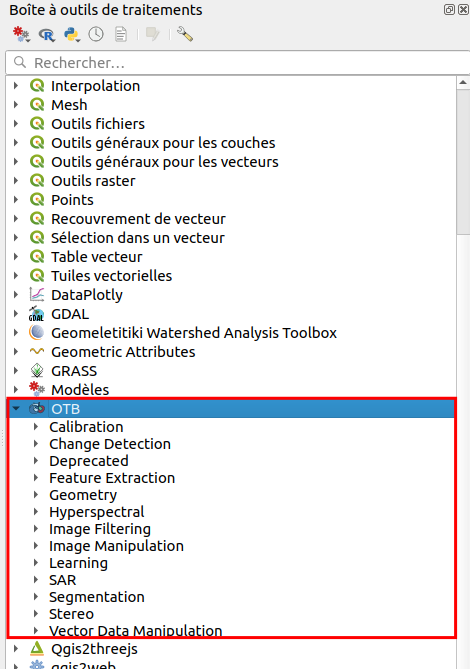 Boîte à outils de traitements
Rechercher...
Interpolation
Mesh
Outils fichiers
Outils généraux pour les couches
Outils généraux pour les vecteurs
Outils raster
Points
Recouvrement de vecteur
Sélection dans un vecteur
Table vecteur
Tuiles vectorielles
DataPlotly
GDAL
Geomeletitiki Watershed Analysis Toolbox
Geometric Attributes
GRASS
Modèles
OTB
Calibration
Change Detection
Deprecated
Feature Extraction
Geometry
Hyperspectral
Image Filtering
Image Manipulation
Learning
SAR
Segmentation
Stereo
Vector Data Manipulation
Qgis2threejs
qgis2web